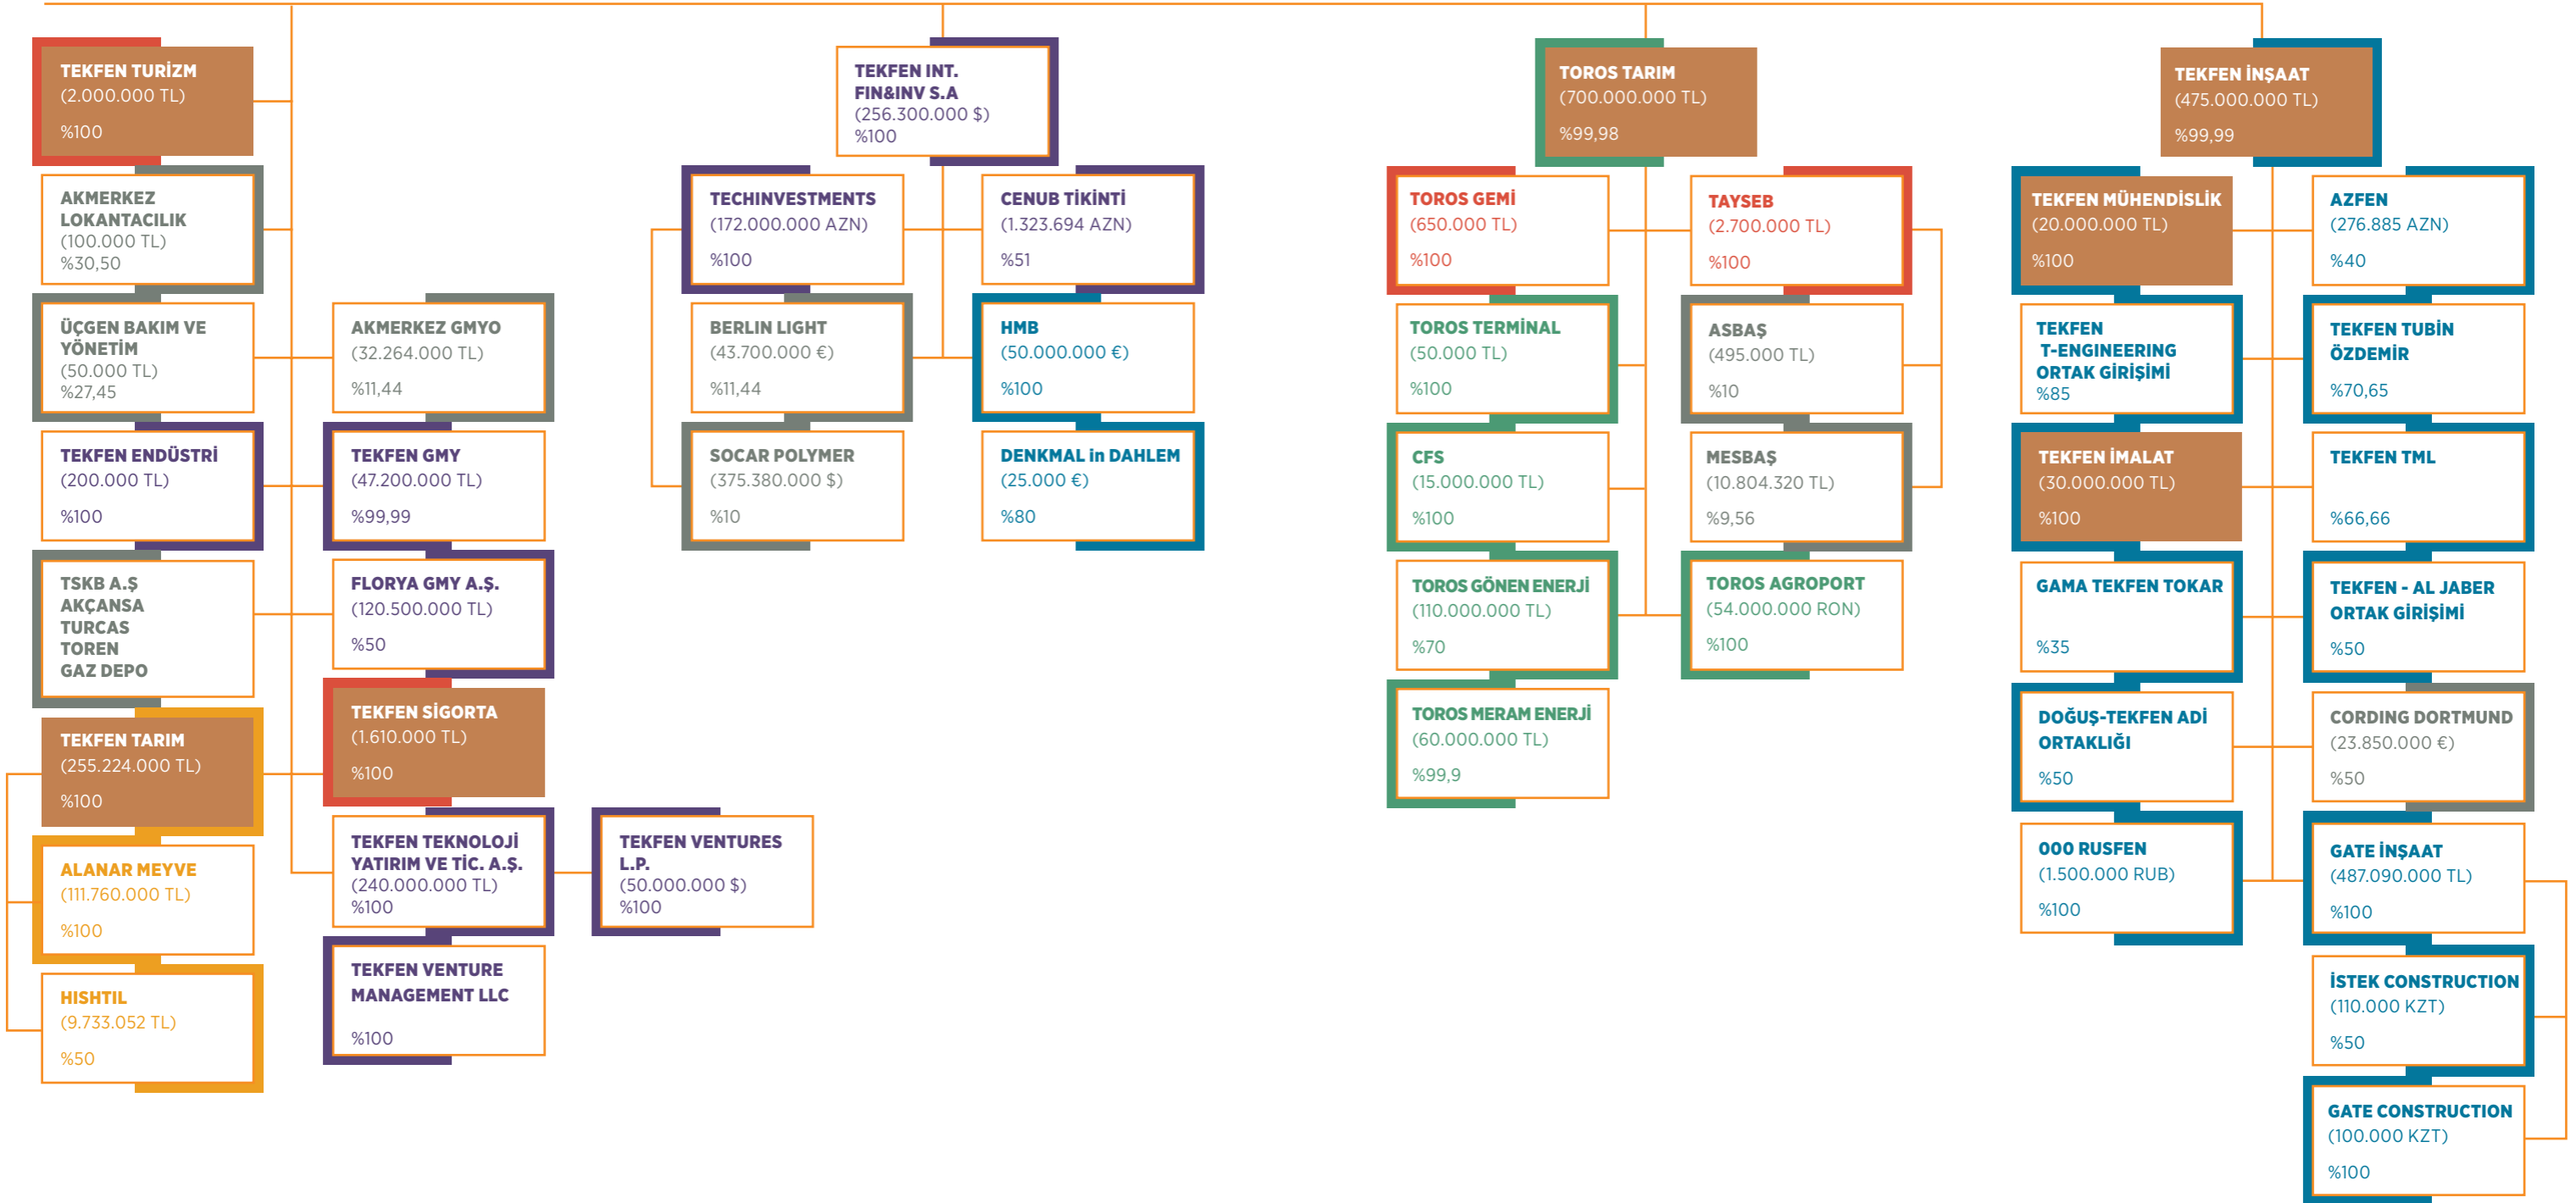 TEKFEN TURİZM
(2.000.000 TL)
%100
AKMERKEZ
LOKANTACILIK
(100.000 TL)
%30,50
ÜÇGEN BAKIM VE
YÖNETİM
(50.000 TL)
%27,45
AKMERKEZ GMYO
(32.264.000 TL)
%11,44
TEKFEN ENDÜSTRİ
(200.000 TL)
%100
TEKFEN GMY
(47.200.000 TL)
%99,99
TSKB A.Ş
AKÇANSA
TURCAS
TOREN
GAZ DEPO
FLORYA GMY A.Ş.
(120.500.000 TL)
%50
TEKFEN TARIM
(255.224.000 TL)
%100
TEKFEN SİGORTA
(1.610.000 TL)
%100
ALANAR MEYVE
(111.760.000 TL)
%100
HISHTIL
(9.733.052 TL)
%50
TEKFEN TEKNOLOJİ
YATIRIM VE TİC. A.Ş.
(240.000.000 TL)
%100
TEKFEN VENTURES
L.P.
(50.000.000 $)
%100
TEKFEN VENTURE
MANAGEMENT LLC
%100
TEKFEN INT.
FIN&INV S.A
(256.300.000 $)
%100
TECHINVESTMENTS
(172.000.000 AZN)
%100
CENUB TİKİNTİ
(1.323.694 AZN)
%51
BERLIN LIGHT
(43.700.000 €)
%11,44
HMB
(50.000.000 €)
%100
SOCAR POLYMER
(375.380.000 $)
%10
DENKMAL in DAHLEM
(25.000 €)
%80
TOROS TARIM
(700.000.000 TL)
%99,98
TOROS GEMİ
(650.000 TL)
%100
TAYSEB
(2.700.000 TL)
%100
TOROS TERMİNAL
(50.000 TL)
%100
ASBAŞ
(495.000 TL)
%10
CFS
(15.000.000 TL)
%100
MESBAŞ
(10.804.320 TL)
%9,56
TOROS GÖNEN ENERJİ
(110.000.000 TL)
%70
TOROS AGROPORT
(54.000.000 RON)
%100
TOROS MERAM ENERJİ
(60.000.000 TL)
%99,9
TEKFEN İNŞAAT
(475.000.000 TL)
%99,99
TEKFEN MÜHENDİSLİK
(20.000.000 TL)
%100
AZFEN
(276.885 AZN)
%40
TEKFEN
T-ENGINEERING
ORTAK GİRİŞİMİ
%85
TEKFEN TUBİN
ÖZDEMİR
%70,65
TEKFEN İMALAT
(30.000.000 TL)
%100
TEKFEN TML
%66,66
GAMA TEKFEN TOKAR
%35
TEKFEN - AL JABER
ORTAK GİRİŞİMİ
%50
DOĞUŞ-TEKFEN ADİ
ORTAKLIĞI
%50
CORDING DORTMUND
(23.850.000 €)
%50
000 RUSFEN
(1.500.000 RUB)
%100
GATE İNŞAAT
(487.090.000 TL)
%100
İSTEK CONSTRUCTION
(110.000 KZT)
%50
GATE CONSTRUCTION
(100.000 KZT)
%100